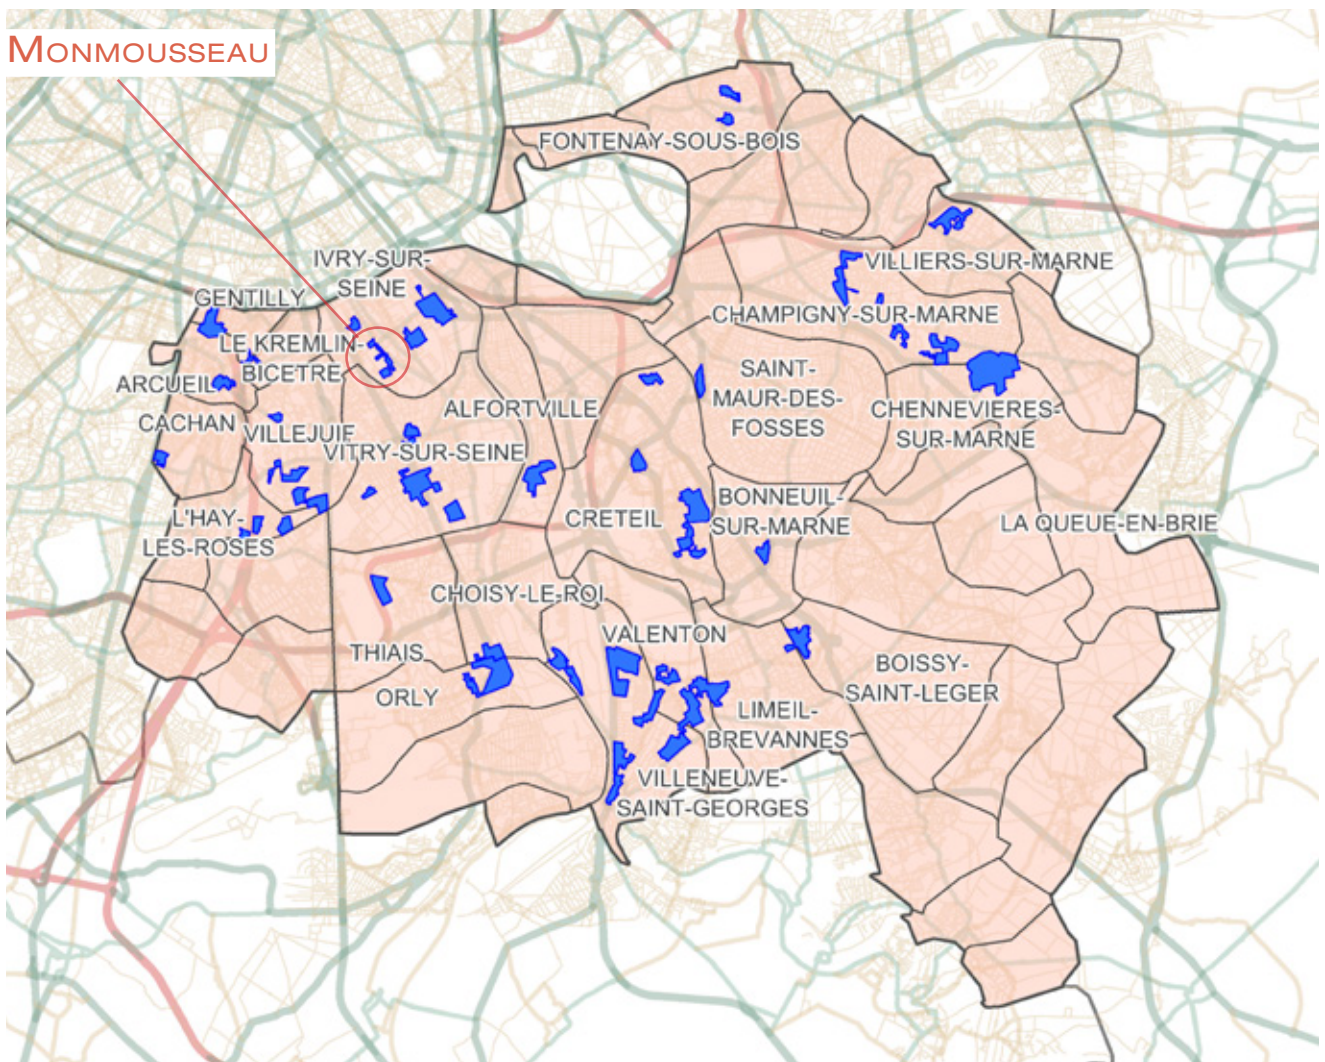 MONMOUSSEAU
FONTENAY-SOUS-BOIS
IVRY-SUR-
SEINE
VILLIERS-SUR-MARNE
GENTILLY
CHAMPIGNY-SUR-MARNE
LE KREMLIN-
BICETRE
ARCUEIL
SAINT-
MAUR-DES-
FOSSES
CHENNEVIERES-
SUR-MARNE
ALFORTVILLE
CACHAN
VILLEJUIF
VITRY-SUR-SEINE
BONNEUIL-
SUR-MARNE
L'HAY-
LES-ROSES
CRETEIL
LA QUEUE-EN-BRIE
CHOISY-LE-ROI
THIAIS
VALENTON
BOISSY-
SAINT-LEGER
ORLY
LIMEIL-
BREVANNES
VILLENEUVE-
SAINT-GEORGES